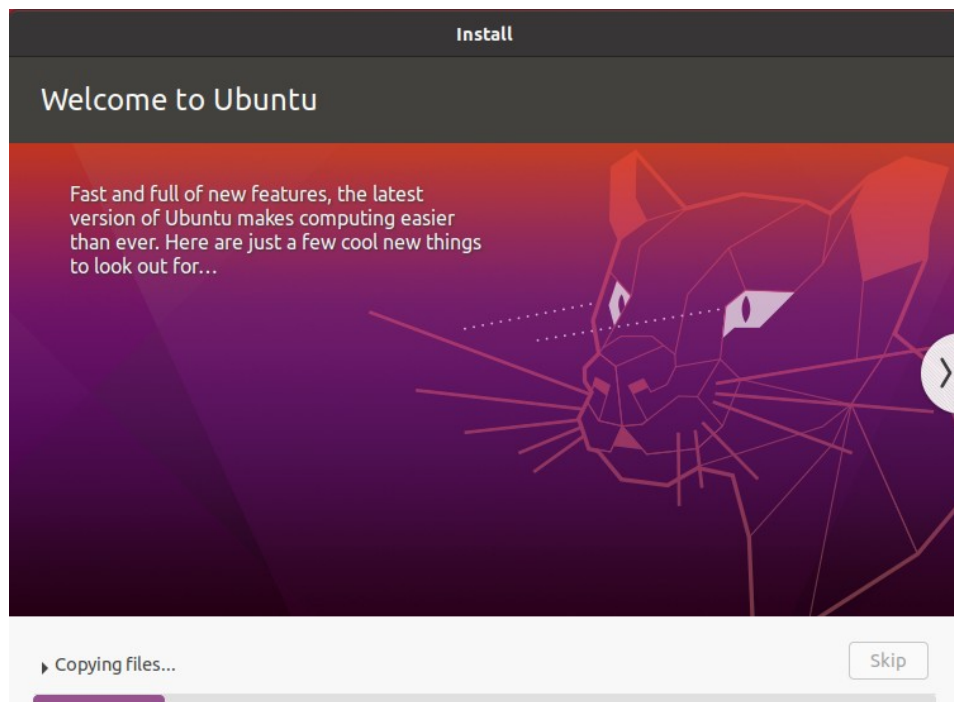 Install
Welcome to Ubuntu
Fast and full of new features, the latest
version of Ubuntu makes computing easier
than ever. Here are just a few cool new things
to look out for…
Copying files...
Skip